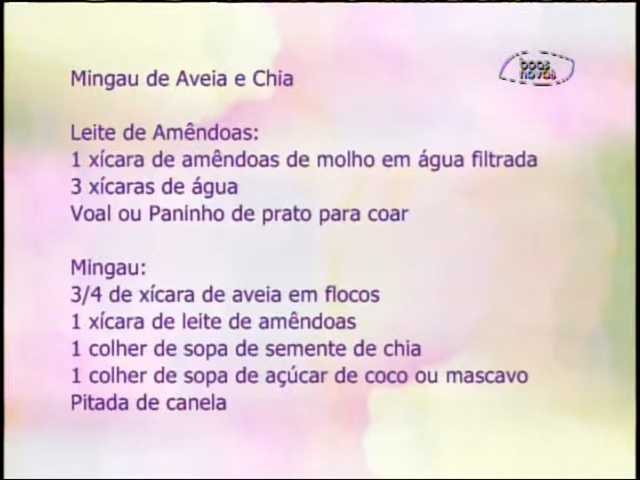 Mingau de Aveia e Chia
boas
novas
Leite de Amêndoas:
1 xícara de amêndoas de molho em água filtrada
3 xícaras de água
Voal ou Paninho de prato para coar
Mingau:
3/4 de xícara de aveia em flocos
1 xícara de leite de amêndoas
1 colher de sopa de semente de chia
1 colher de sopa de açúcar de coco ou mascavo
Pitada de canela